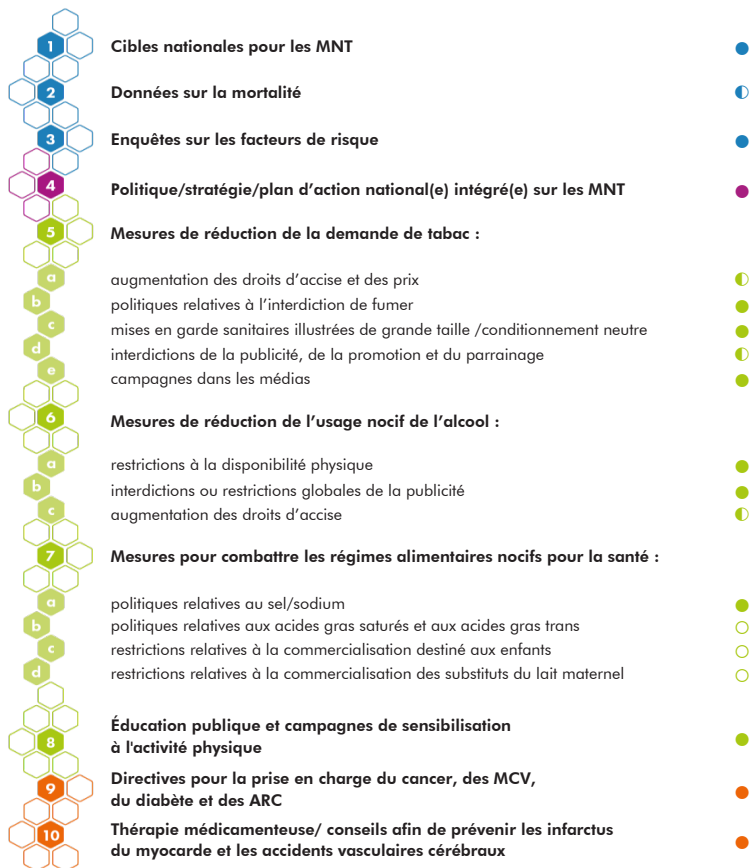 1 Cibles nationales pour les MNT
2 Données sur la mortalité
3 Enquêtes sur les facteurs de risque
4 Politique/stratégie/plan d’action national(e) intégré(e) sur les MNT
5 Mesures de réduction de la demande de tabac :
a augmentation des droits d’accise et des prix
b politiques relatives à l’interdiction de fumer
c mises en garde sanitaires illustrées de grande taille /conditionnement neutre
d interdictions de la publicité, de la promotion et du parrainage
e campagnes dans les médias
6 Mesures de réduction de l’usage nocif de l’alcool :
a restrictions à la disponibilité physique
b interdictions ou restrictions globales de la publicité
c augmentation des droits d’accise
7 Mesures pour combattre les régimes alimentaires nocifs pour la santé :
a politiques relatives au sel/sodium
b politiques relatives aux acides gras saturés et aux acides gras trans
c restrictions relatives à la commercialisation destiné aux enfants
d restrictions relatives à la commercialisation des substituts du lait maternel
8 Éducation publique et campagnes de sensibilisation
à l'activité physique
9 Directives pour la prise en charge du cancer, des MCV,
du diabète et des ARC
10 Thérapie médicamenteuse/ conseils afin de prévenir les infarctus
du myocarde et les accidents vasculaires cérébraux